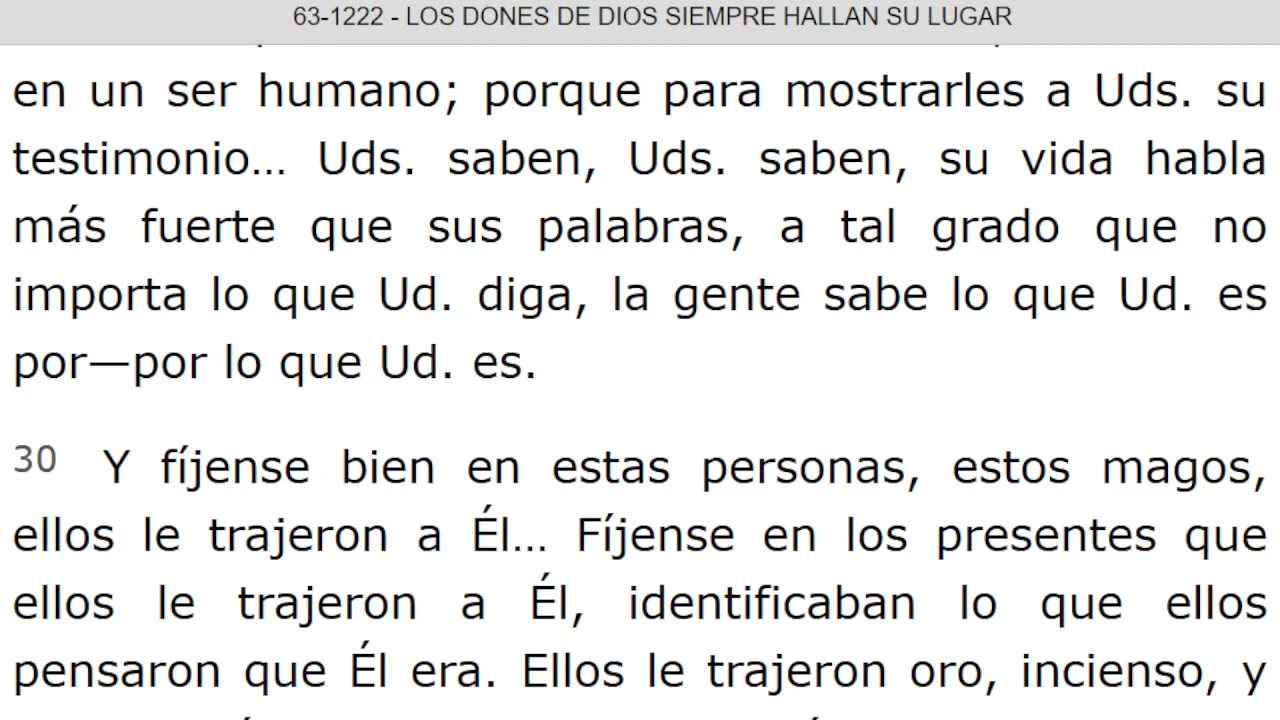 63-1222 - LOS DONES DE DIOS SIEMPRE HALLAN SU LUGAR
en un ser humano; porque para mostrarles a Uds. su
testimonio… Uds. saben, Uds. saben, su vida habla
más fuerte que sus palabras, a tal grado que no
importa lo que Ud. diga, la gente sabe lo que Ud. es
por—por lo que Ud. es.
30 Y fíjense bien en estas personas, estos magos,
ellos le trajeron a Él… Fíjense en los presentes que
ellos le trajeron a Él, identificaban lo que ellos
pensaron que Él era. Ellos le trajeron oro, incienso, y